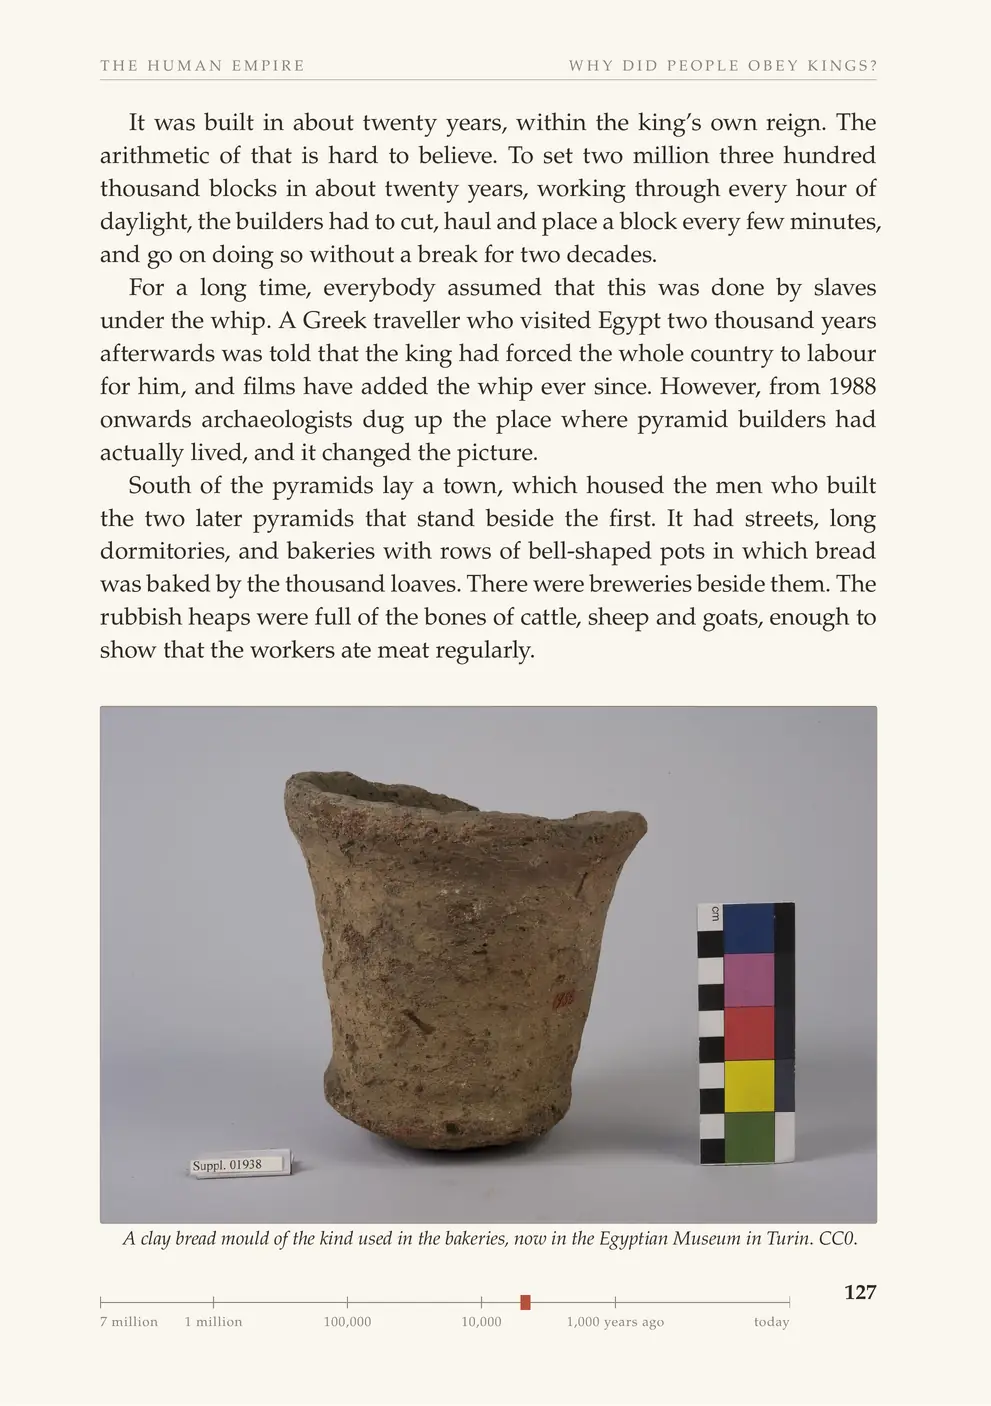 THE HUMAN EMPIRE
WHY DID PEOPLE OBEY KINGS?
It was built in about twenty years, within the king's own reign. The
arithmetic of that is hard to believe. To set two million three hundred
thousand blocks in about twenty years, working through every hour of
daylight, the builders had to cut, haul and place a block every few minutes,
and go on doing so without a break for two decades.
For a long time, everybody assumed that this was done by slaves
under the whip. A Greek traveller who visited Egypt two thousand years
afterwards was told that the king had forced the whole country to labour
for him, and films have added the whip ever since. However, from 1988
onwards archaeologists dug up the place where pyramid builders had
actually lived, and it changed the picture.
South of the pyramids lay a town, which housed the men who built
the two later pyramids that stand beside the first. It had streets, long
dormitories, and bakeries with rows of bell-shaped pots in which bread
was baked by the thousand loaves. There were breweries beside them. The
rubbish heaps were full of the bones of cattle, sheep and goats, enough to
show that the workers ate meat regularly.
cm
Suppl. 01938
A clay bread mould of the kind used in the bakeries, now in the Egyptian Museum in Turin. CC0.
127
7 million
1 million
100,000
10,000
1,000 years ago
today